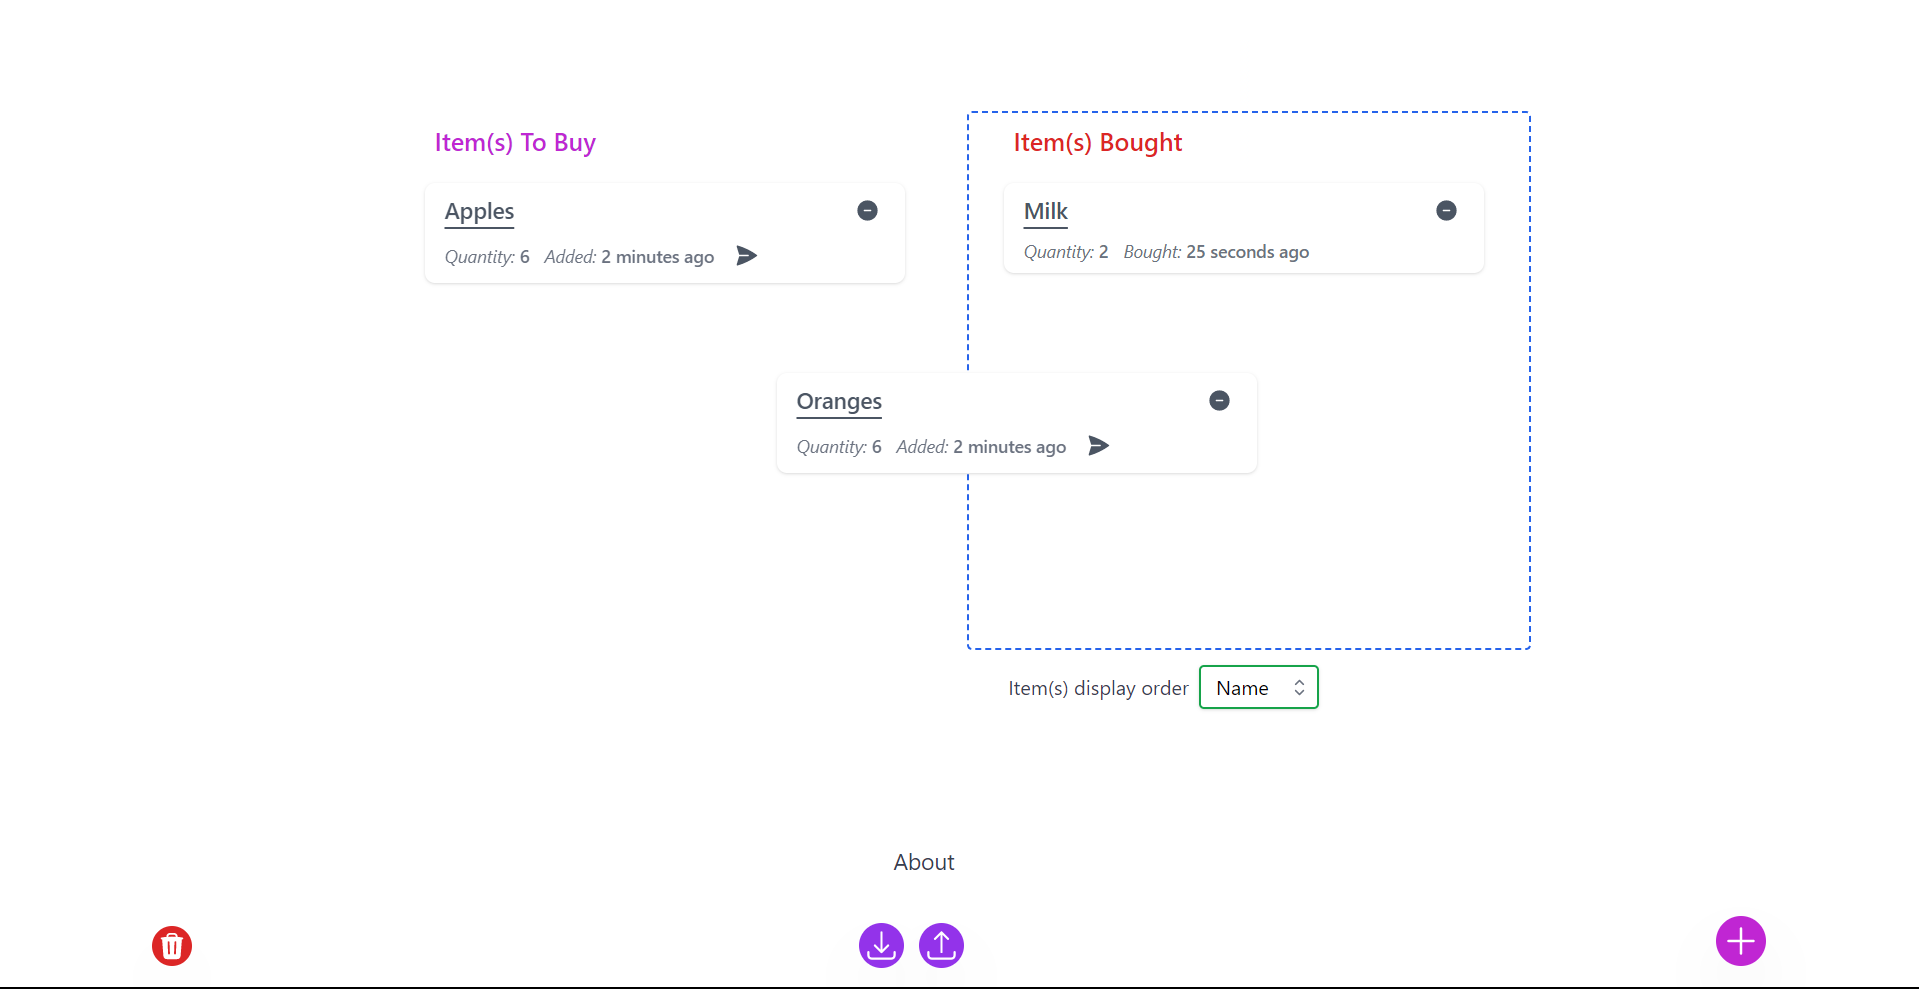 Item(s) To Buy
Apples
Quantity: 6 Added: 2 minutes ago
Item(s) Bought
Milk
Quantity: 2 Bought: 25 seconds ago
Oranges
Quantity: 6 Added: 2 minutes ago
Item(s) display order Name
About